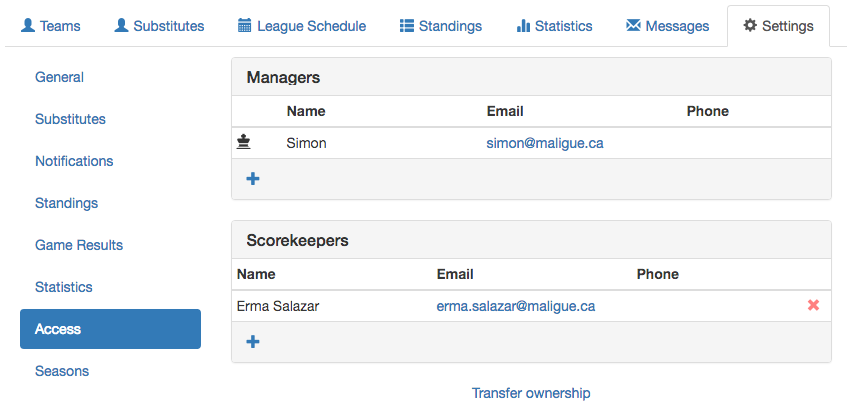 Teams Substitutes League Schedule Standings Statistics Messages Settings
General
Substitutes
Notifications
Standings
Game Results
Statistics
Access
Seasons
Managers
Name Email Phone
Simon simon@maligue.ca
Scorekeepers
Name Email Phone
Erma Salazar erma.salazar@maligue.ca
Transfer ownership